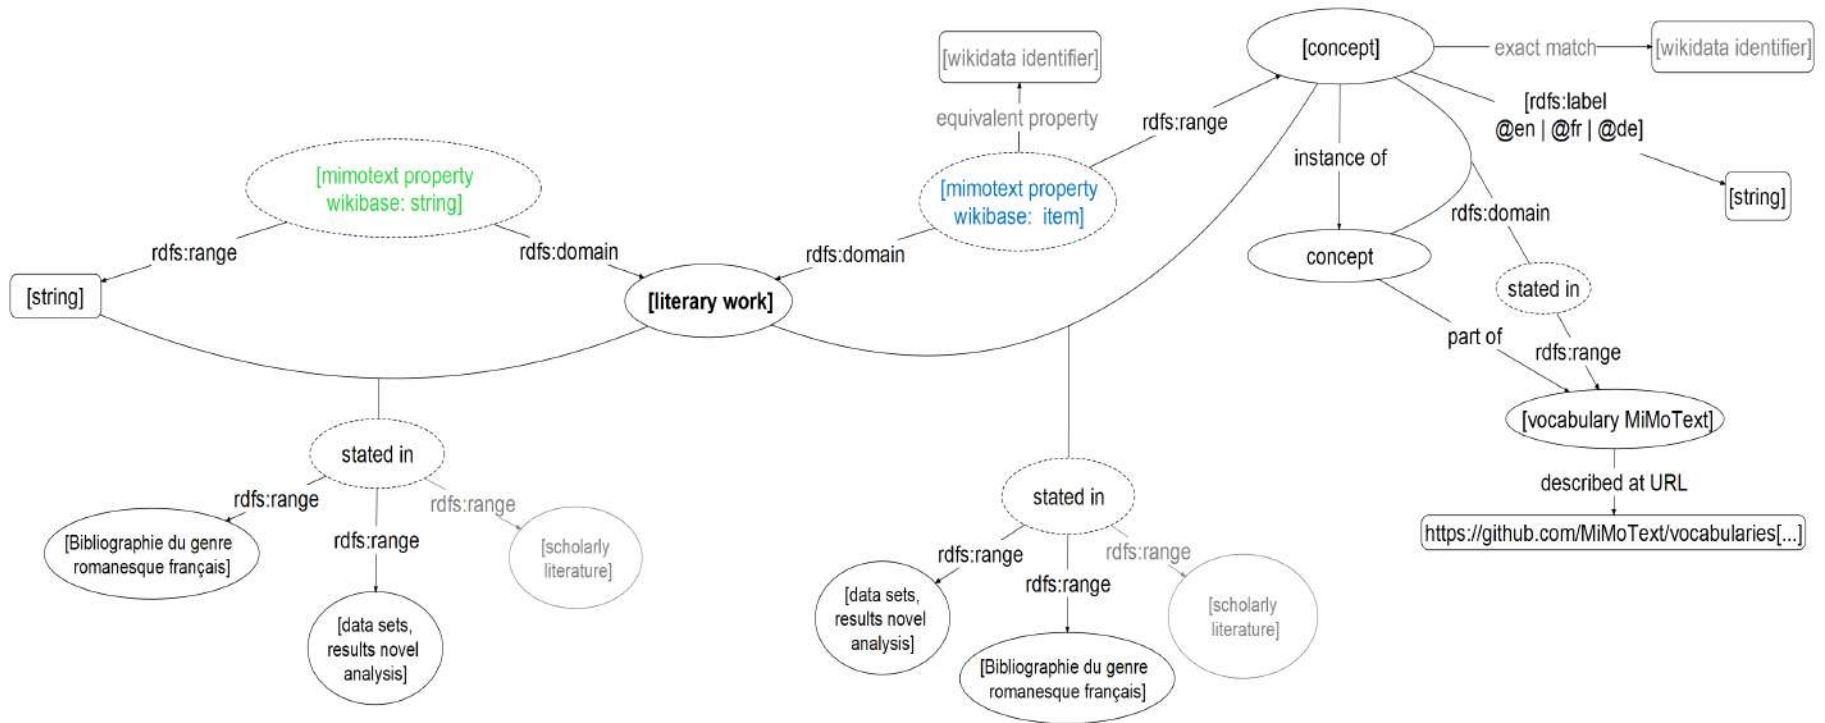 [concept]
exact match
[wikidata identifier]
[wikidata identifier]
equivalent property
rdfs:range
[rdfs:label
@en | @fr | @de]
instance of
[string]
[mimotext property
wikibase: string]
[mimotext property
wikibase: item]
rdfs:range
rdfs:domain
rdfs:domain
rdfs:domain
concept
[string]
[literary work]
stated in
part of
rdfs:range
[vocabulary MiMoText]
described at URL
https://github.com/MiMoText/vocabularies[...]
stated in
rdfs:range
rdfs:range
rdfs:range
[Bibliographie du genre
romanesque français]
[scholarly
literature]
[data sets,
results novel
analysis]
stated in
rdfs:range
rdfs:range
rdfs:range
[data sets,
results novel
analysis]
[scholarly
literature]
[Bibliographie du genre
romanesque français]